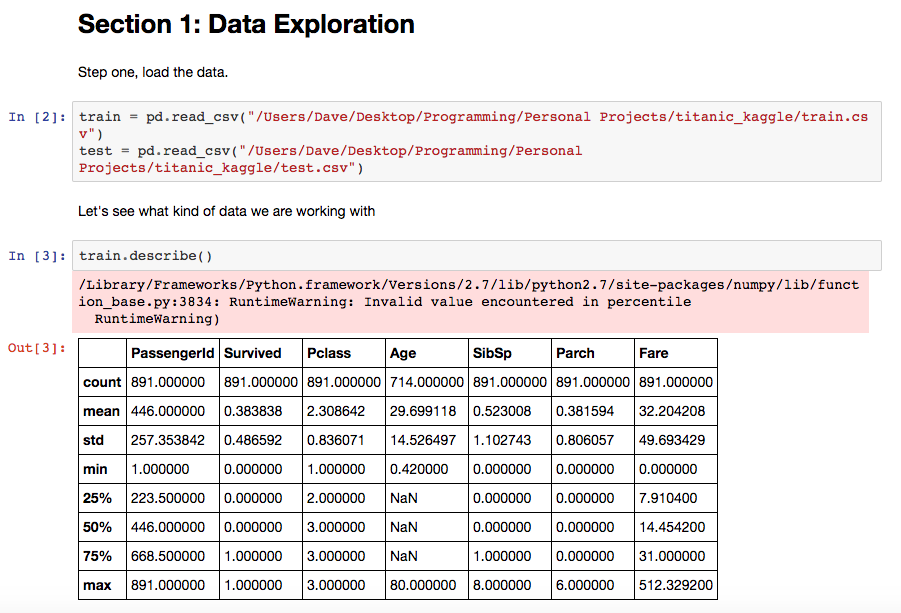 Section 1: Data Exploration
Step one, load the data.
In [2]: train = pd.read_csv("/Users/Dave/Desktop/Programming/Personal Projects/titanic_kaggle/train.cs
v")
test = pd.read_csv("/Users/Dave/Desktop/Programming/Personal
Projects/titanic_kaggle/test.csv")
Let's see what kind of data we are working with
In [3]: train.describe()
/Library/Frameworks/Python.framework/Versions/2.7/lib/python2.7/site-packages/numpy/lib/funct
ion_base.py:3834: RuntimeWarning: Invalid value encountered in percentile
RuntimeWarning)
Out[3]:
PassengerId Survived Pclass Age SibSp Parch Fare
count 891.000000 891.000000 891.000000 714.000000 891.000000 891.000000 891.000000
mean 446.000000 0.383838 2.308642 29.699118 0.523008 0.381594 32.204208
std 257.353842 0.486592 0.836071 14.526497 1.102743 0.806057 49.693429
min 1.000000 0.000000 1.000000 0.420000 0.000000 0.000000 0.000000
25% 223.500000 0.000000 2.000000 NaN 0.000000 0.000000 7.910400
50% 446.000000 0.000000 3.000000 NaN 0.000000 0.000000 14.454200
75% 668.500000 1.000000 3.000000 NaN 1.000000 0.000000 31.000000
max 891.000000 1.000000 3.000000 80.000000 8.000000 6.000000 512.329200